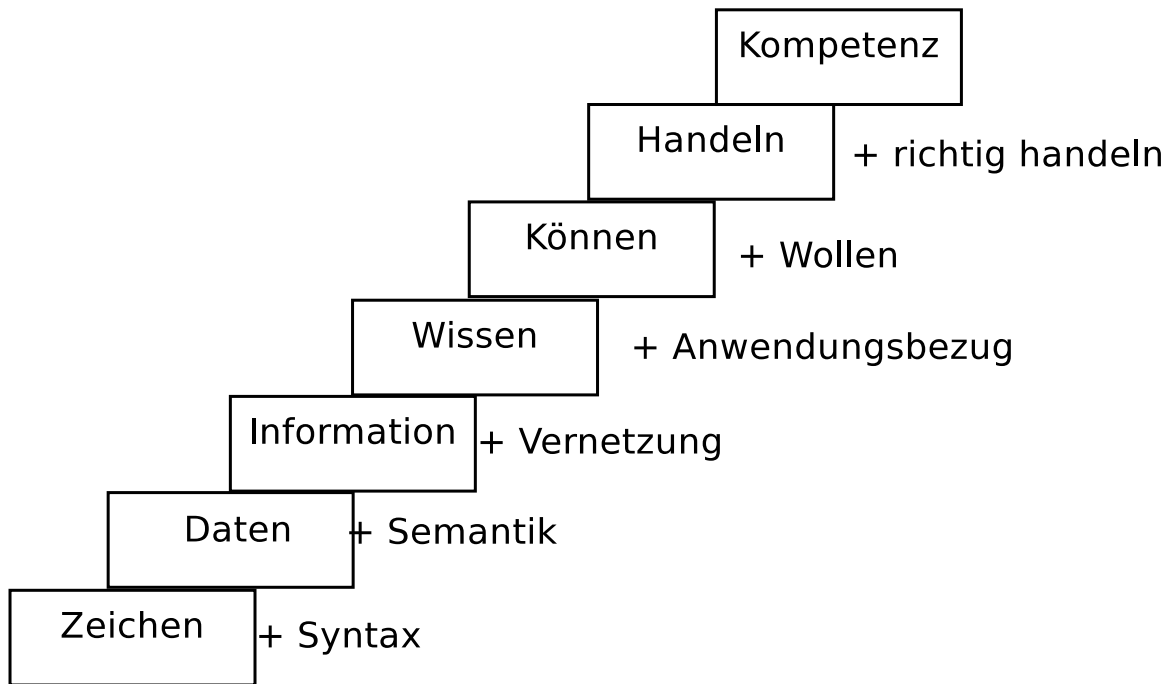 Kompetenz
Handeln
+ richtig handeln
Können
+ Wollen
Wissen
+ Anwendungsbezug
Information
+ Vernetzung
Daten
+ Semantik
Zeichen
+ Syntax